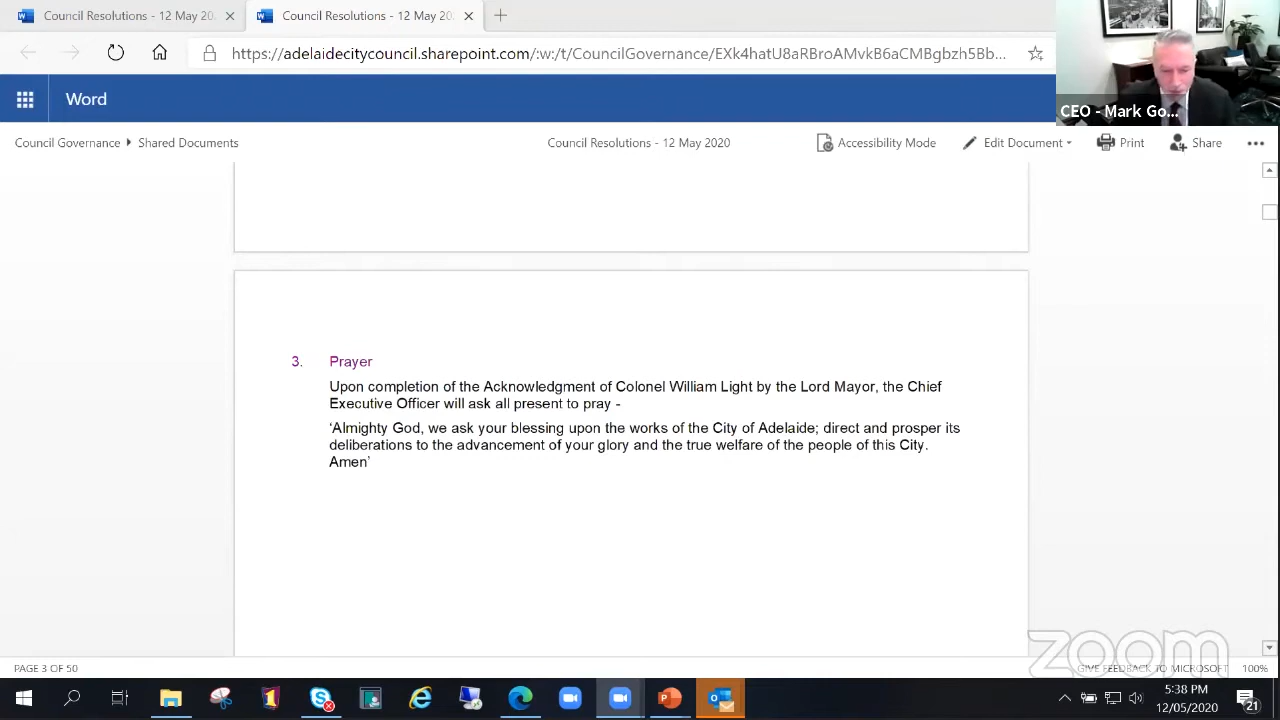 Council Resolutions - 12 May 20
Council Resolutions - 12 May 202
https://adelaidecitycouncil.sharepoint.com/:w:/t/CouncilGovernance/EXk4hatU8aRBroAMvkB6aCMBgbzh5Bb...
CEO - Mark Go...
Word
Council Governance Shared Documents
Council Resolutions - 12 May 2020
Accessibility Mode
Edit Document
Print
Share
3. Prayer
Upon completion of the Acknowledgment of Colonel William Light by the Lord Mayor, the Chief
Executive Officer will ask all present to pray -
‘Almighty God, we ask your blessing upon the works of the City of Adelaide; direct and prosper its
deliberations to the advancement of your glory and the true welfare of the people of this City.
Amen’
zoom
PAGE 3 OF 50
GIVE FEEDBACK TO MICROSOFT
100%
5:38 PM
12/05/2020
21